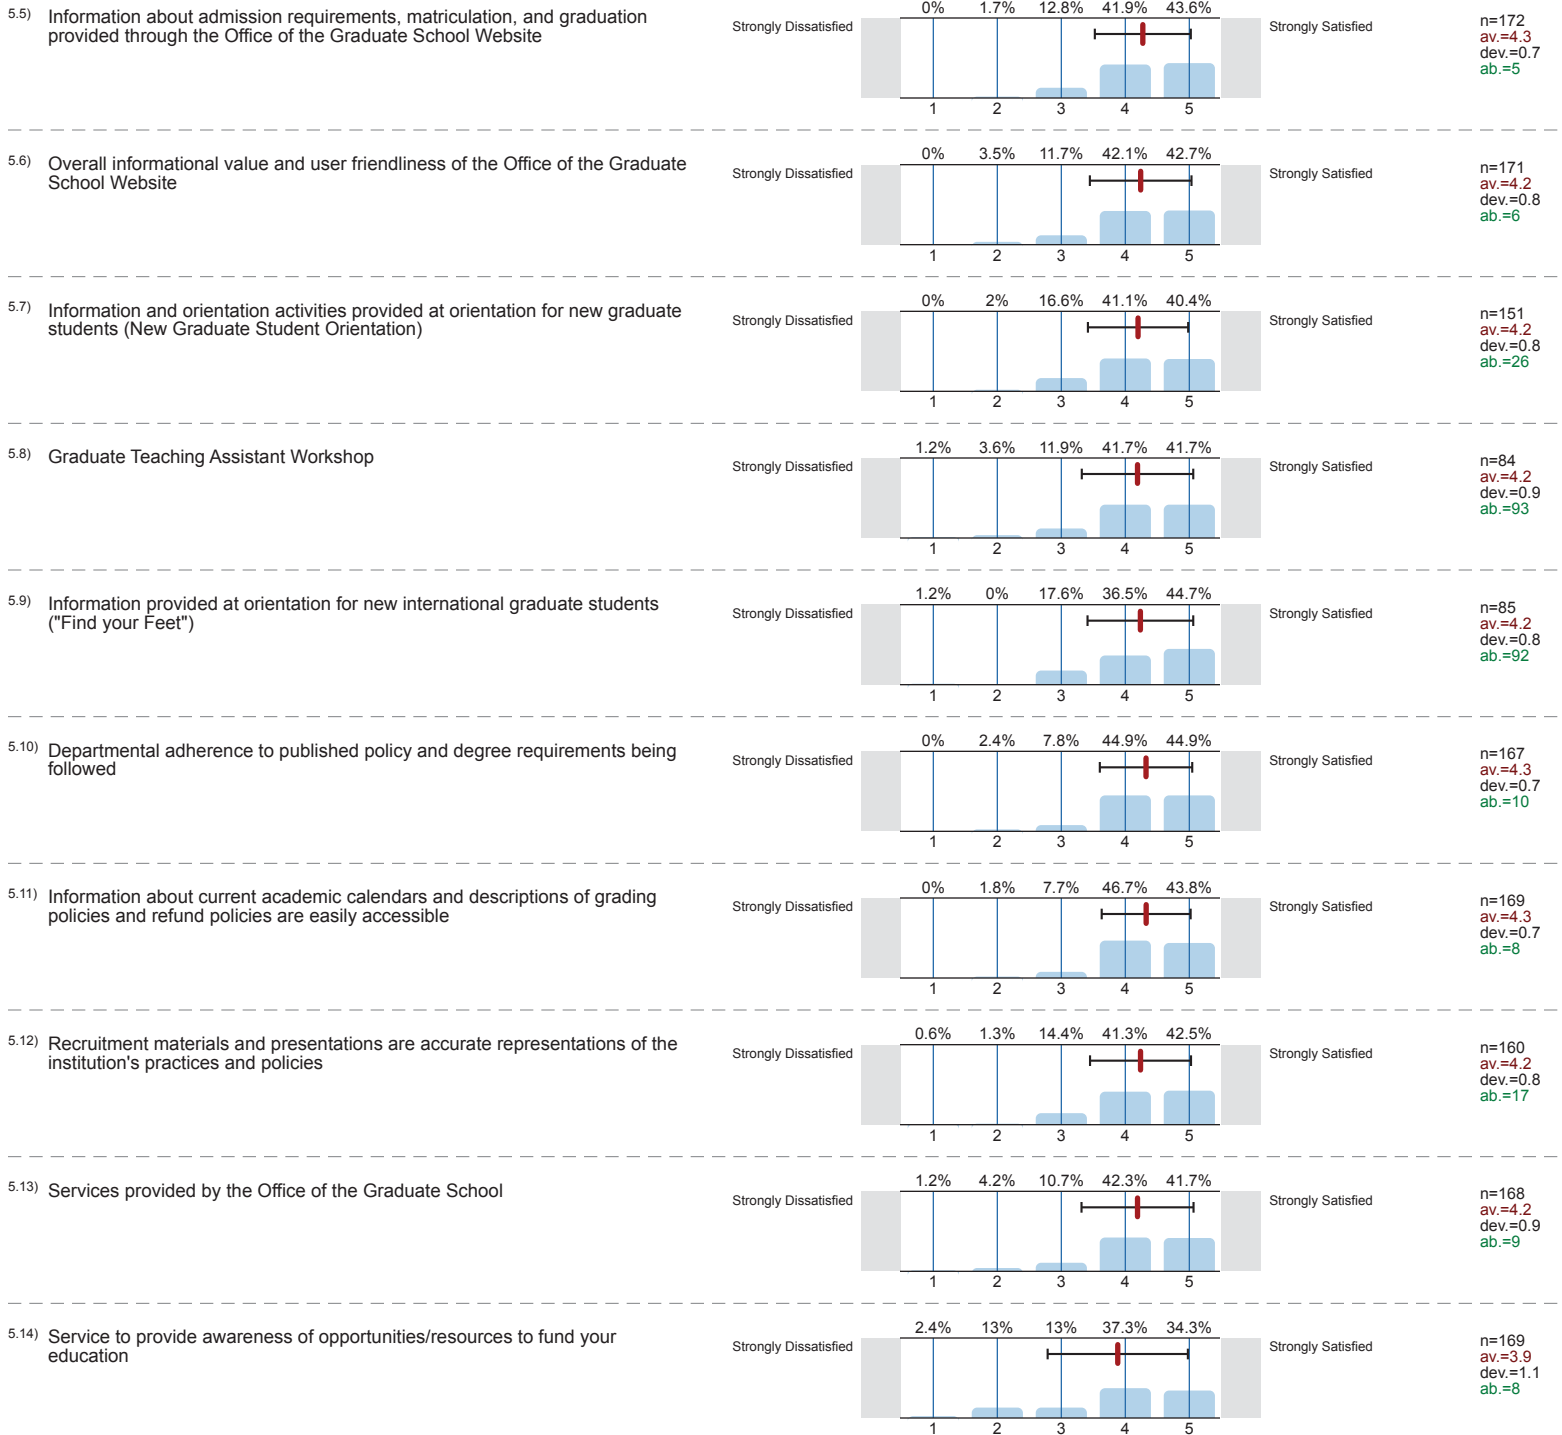 5.5) Information about admission requirements, matriculation, and graduation
provided through the Office of the Graduate School Website
Strongly Dissatisfied
0% 1.7% 12.8% 41.9% 43.6%
1 2 3 4 5
Strongly Satisfied
n=172
av.=4.3
dev.=0.7
ab.=5
5.6) Overall informational value and user friendliness of the Office of the Graduate
School Website
Strongly Dissatisfied
0% 3.5% 11.7% 42.1% 42.7%
1 2 3 4 5
Strongly Satisfied
n=171
av.=4.2
dev.=0.8
ab.=6
5.7) Information and orientation activities provided at orientation for new graduate
students (New Graduate Student Orientation)
Strongly Dissatisfied
0% 2% 16.6% 41.1% 40.4%
1 2 3 4 5
Strongly Satisfied
n=151
av.=4.2
dev.=0.8
ab.=26
5.8) Graduate Teaching Assistant Workshop
Strongly Dissatisfied
1.2% 3.6% 11.9% 41.7% 41.7%
1 2 3 4 5
Strongly Satisfied
n=84
av.=4.2
dev.=0.9
ab.=93
5.9) Information provided at orientation for new international graduate students
("Find your Feet")
Strongly Dissatisfied
1.2% 0% 17.6% 36.5% 44.7%
1 2 3 4 5
Strongly Satisfied
n=85
av.=4.2
dev.=0.8
ab.=92
5.10) Departmental adherence to published policy and degree requirements being
followed
Strongly Dissatisfied
0% 2.4% 7.8% 44.9% 44.9%
1 2 3 4 5
Strongly Satisfied
n=167
av.=4.3
dev.=0.7
ab.=10
5.11) Information about current academic calendars and descriptions of grading
policies and refund policies are easily accessible
Strongly Dissatisfied
0% 1.8% 7.7% 46.7% 43.8%
1 2 3 4 5
Strongly Satisfied
n=169
av.=4.3
dev.=0.7
ab.=8
5.12) Recruitment materials and presentations are accurate representations of the
institution's practices and policies
Strongly Dissatisfied
0.6% 1.3% 14.4% 41.3% 42.5%
1 2 3 4 5
Strongly Satisfied
n=160
av.=4.2
dev.=0.8
ab.=17
5.13) Services provided by the Office of the Graduate School
Strongly Dissatisfied
1.2% 4.2% 10.7% 42.3% 41.7%
1 2 3 4 5
Strongly Satisfied
n=168
av.=4.2
dev.=0.9
ab.=9
5.14) Service to provide awareness of opportunities/resources to fund your
education
Strongly Dissatisfied
2.4% 13% 13% 37.3% 34.3%
1 2 3 4 5
Strongly Satisfied
n=169
av.=3.9
dev.=1.1
ab.=8